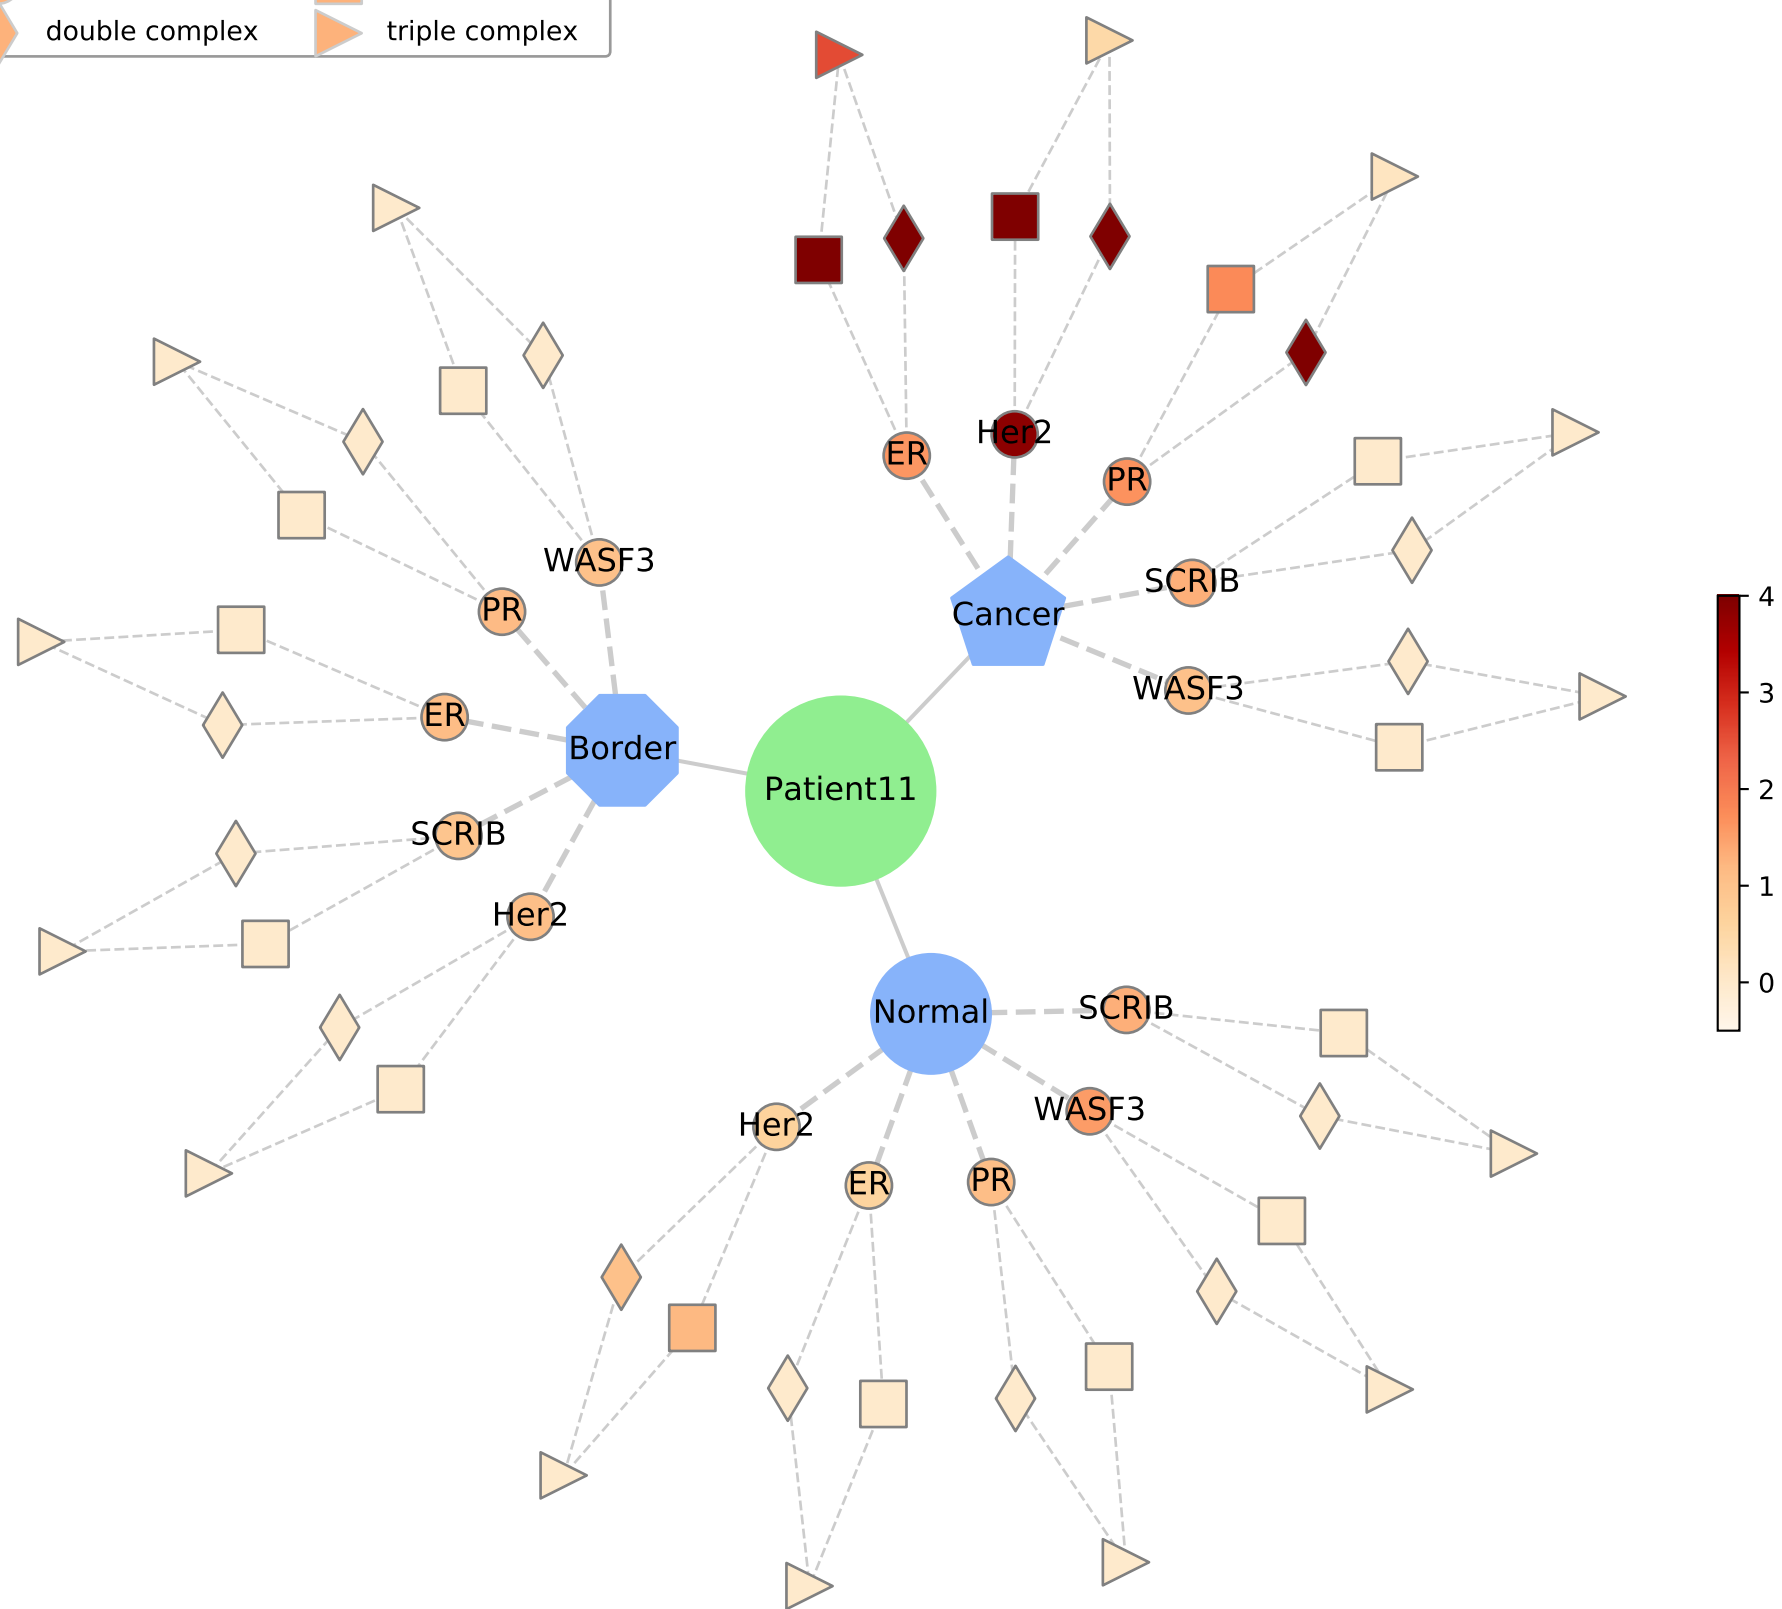 double complex
triple complex
ER
Her2
PR
WASF3
SCRIB
PR
Cancer
WASF3
ER
Border
Patient11
SCRIB
Her2
Normal
SCRIB
WASF3
Her2
ER
PR
4
3
2
1
0